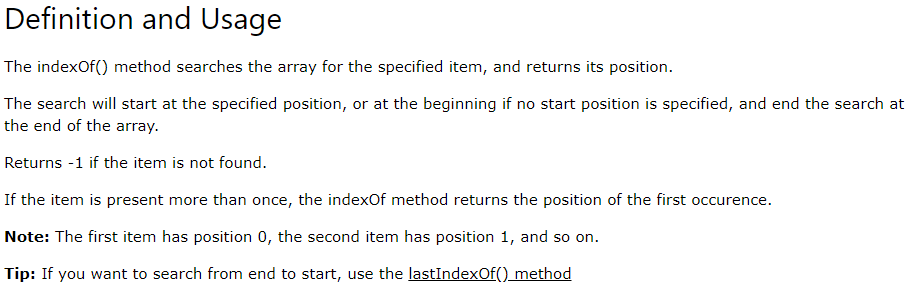 Definition and Usage
The indexOf() method searches the array for the specified item, and returns its position.
The search will start at the specified position, or at the beginning if no start position is specified, and end the search at
the end of the array.
Returns -1 if the item is not found.
If the item is present more than once, the indexOf method returns the position of the first occurence.
Note: The first item has position 0, the second item has position 1, and so on.
Tip: If you want to search from end to start, use the lastIndexOf() method